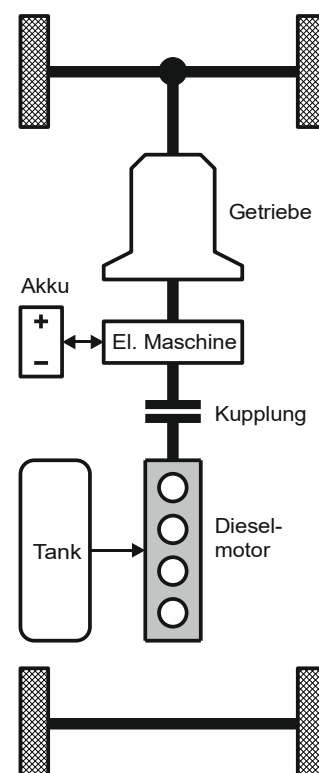 Getriebe
Akku
+
El. Maschine
–
Kupplung
Diesel-
motor
Tank